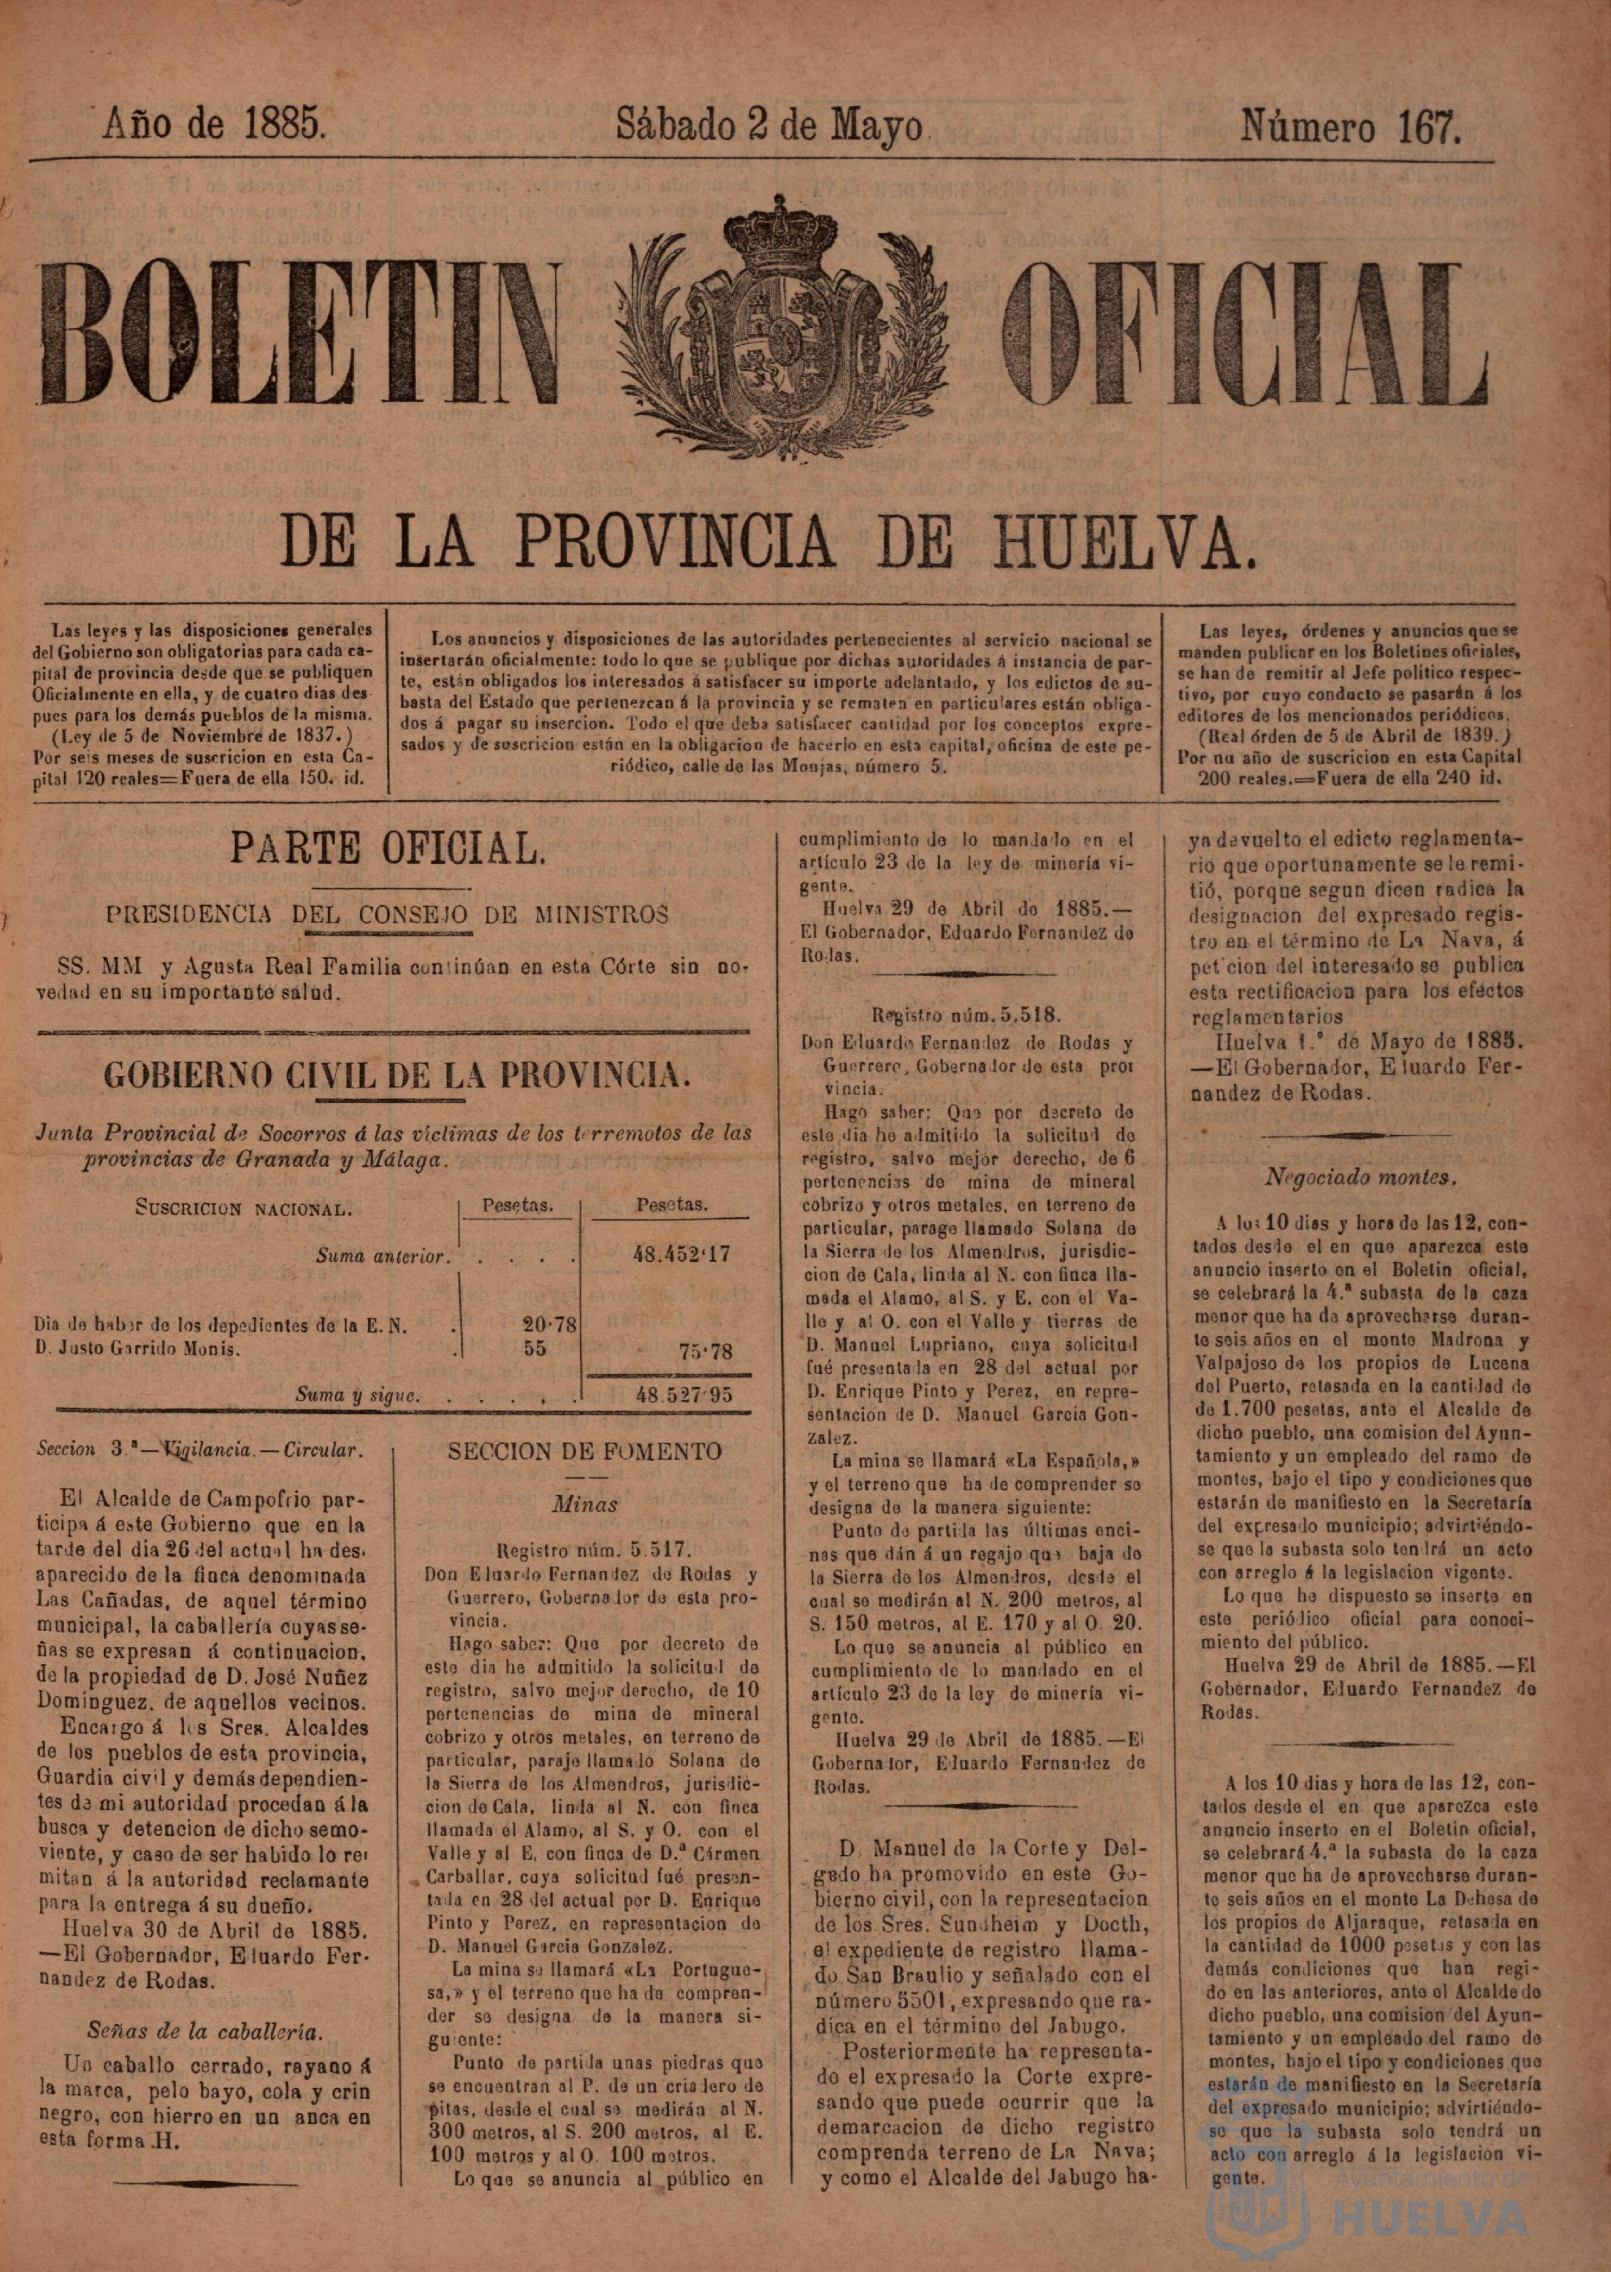 Año de 1885.
Sábado 2 de Mayo.
Número 167.
BOLETIN OFICIAL
DE LA PROVINCIA DE HUELVA.
Las leyes y las disposiciones generales
del Gobierno son obligatorias para cada ca-
pital de provincia desde que se publiquen
Oficialmente en ella, y de cuatro dias des
pues para los demás pueblos de la misma.
(Ley de 5 de Noviembre de 1837.)
Por seis meses de suscricion en esta Ca-
pital 120 reales=Fuera de ella 150. id.
Los anuncios y disposiciones de las autoridades pertenecientes al servicio nacional se
insertarán oficialmente: todo lo que se publique por dichas autoridades á instancia de par-
te, están obligados los interesados á satisfacer su importe adelantado, y los edictos de su-
basta del Estado que pertenezcan á la provincia y se rematen en particulares están obliga-
dos á pagar su insercion. Todo el que deba satisfacer cantidad por los conceptos expre-
sados y de suscricion están en la obligacion de hacerlo en esta capital, oficina de este pe-
riódico, calle de las Monjas, número 5.
Las leyes, órdenes y anuncios que se
manden publicar en los Boletines oficiales,
se han de remitir al Jefe político respec-
tivo, por cuyo conducto se pasarán á los
editores de los mencionados periódicos.
(Real órden de 5 de Abril de 1839.)
Por nu año de suscricion en esta Capital
200 reales.=Fuera de ella 240 id.
PARTE OFICIAL.
PRESIDENCIA DEL CONSEJO DE MINISTROS
SS. MM y Agusta Real Familia continúan en esta Córte sin no-
vedad en su importante salud.
GOBIERNO CIVIL DE LA PROVINCIA.
Junta Provincial de Socorros á las víctimas de los terremotos de las
provincias de Granada y Málaga.
SUSCRICION NACIONAL. Pesetas. Pesetas.
Suma anterior. . . . . 48.452'17
Dia de haber de los depedientes de la E. N. . 20'78
D. Justo Garrido Monis. . 55 75'78
Suma y sigue. . . . . . 48.527'95
Seccion 3.ª—Vigilancia.—Circular.
El Alcalde de Campofrio par-
ticipa á este Gobierno que en la
tarde del dia 26 del actual ha des.
aparecido de la finca denominada
Las Cañadas, de aquel término
municipal, la caballería cuyas se-
ñas se expresan á continuacion,
de la propiedad de D. José Nuñez
Dominguez, de aquellos vecinos.
Encargo á los Sres. Alcaldes
de los pueblos de esta provincia,
Guardia civil y demás dependien-
tes de mi autoridad procedan á la
busca y detencion de dicho semo-
viente, y caso de ser habido lo re
mitan á la autoridad reclamante
para la entrega á su dueño.
Huelva 30 de Abril de 1885.
—El Gobernador, Eduardo Fer-
nandez de Rodas.
Señas de la caballería.
Un caballo cerrado, rayano á
la marca, pelo bayo, cola y crin
negro, con hierro en un anca en
esta forma H.
SECCION DE FOMENTO
Minas
Registro núm. 5.517.
Don Eduardo Fernandez de Rodas y
Guerrero, Gobernador de esta pro-
vincia.
Hago saber: Que por decreto de
este dia he admitido la solicitud de
registro, salvo mejor derecho, de 10
pertenencias de mina de mineral
cobrizo y otros metales, en terreno de
particular, paraje llamado Solana de
la Sierra de los Almendros, jurisdic-
cion de Cala, linda al N. con finca
llamada el Alamo, al S. y O. con el
Valle y al E. con finca de D.ª Cármen
Carballar, cuya solicitud fué presen-
tada en 28 del actual por D. Enrique
Pinto y Perez, en representacion de
D. Manuel Garcia Gonzalez.
La mina se llamará «La Portugue-
sa,» y el terreno que ha de compren-
der se designa de la manera si-
guiente:
Punto de partida unas piedras que
se encuentran al P. de un criadero de
pitas, desde el cual se medirán al N.
300 metros, al S. 200 metros, al E.
100 metros y al O. 100 metros.
Lo que se anuncia al público en
cumplimiento de lo mandado en el
artículo 23 de la ley de minería vi-
gente.
Huelva 29 de Abril de 1885.—
El Gobernador, Eduardo Fernandez de
Rodas.
Registro núm. 5.518.
Don Eduardo Fernandez de Rodas y
Guerrero, Gobernador de esta pro
vincia.
Hago saber: Que por decreto de
este dia he admitido la solicitud de
registro, salvo mejor derecho, de 6
pertenencias de mina de mineral
cobrizo y otros metales, en terreno de
particular, parage llamado Solana de
la Sierra de los Almendros, jurisdic-
cion de Cala, linda al N. con finca lla-
mada el Alamo, al S. y E. con el Va-
lle y al O. con el Valle y tierras de
D. Manuel Lupriano, cuya solicitud
fué presentada en 28 del actual por
D. Enrique Pinto y Perez, en repre-
sentacion de D. Manuel Garcia Gon-
zalez.
La mina se llamará «La Española,»
y el terreno que ha de comprender se
designa de la manera siguiente:
Punto de partida las últimas enci-
nas que dán á un regajo que baja de
la Sierra de los Almendros, desde el
cual se medirán al N. 200 metros, al
S. 150 metros, al E. 170 y al O. 20.
Lo que se anuncia al público en
cumplimiento de lo mandado en el
artículo 23 de la ley de minería vi-
gente.
Huelva 29 de Abril de 1885.—El
Gobernador, Eduardo Fernandez de
Rodas.
D. Manuel de la Corte y Del-
gado ha promovido en este Go-
bierno civil, con la representacion
de los Sres. Sundheim y Docth,
el expediente de registro llama-
do San Braulio y señalado con el
número 5501, expresando que ra-
dica en el término del Jabugo.
Posteriormente ha representa-
do el expresado la Corte expre-
sando que puede ocurrir que la
demarcacion de dicho registro
comprenda terreno de La Nava;
y como el Alcalde del Jabugo ha-
ya devuelto el edicto reglamenta-
rio que oportunamente se le remi-
tió, porque segun dicen radica la
designacion del expresado regis-
tro en el término de La Nava, á
peticion del interesado se publica
esta rectificacion para los efectos
reglamentarios
Huelva 1.º de Mayo de 1885.
—El Gobernador, Eduardo Fer-
nandez de Rodas.
Negociado montes.
A los 10 dias y hora de las 12, con-
tados desde el en que aparezca este
anuncio inserto en el Boletin oficial,
se celebrará la 4.ª subasta de la caza
menor que ha de aprovecharse duran-
te seis años en el monte Madrona y
Valpajoso de los propios de Lucena
del Puerto, retasada en la cantidad de
de 1.700 pesetas, ante el Alcalde de
dicho pueblo, una comision del Ayun-
tamiento y un empleado del ramo de
montes, bajo el tipo y condiciones que
estarán de manifiesto en la Secretaría
del expresado municipio; advirtiéndo-
se que la subasta solo tendrá un acto
con arreglo á la legislacion vigente.
Lo que he dispuesto se inserte en
este periódico oficial para conoci-
miento del público.
Huelva 29 de Abril de 1885.—El
Gobernador, Eduardo Fernandez de
Rodas.
A los 10 dias y hora de las 12, con-
tados desde el en que aparezca este
anuncio inserto en el Boletin oficial,
se celebrará 4.ª la subasta de la caza
menor que ha de aprovecharse duran-
te seis años en el monte La Dehesa de
los propios de Aljaraque, retasada en
la cantidad de 1000 pesetas y con las
demás condiciones que han regi-
do en las anteriores, ante el Alcalde de
dicho pueblo, una comision del Ayun-
tamiento y un empleado del ramo de
montes, bajo el tipo y condiciones que
estarán de manifiesto en la Secretaría
del expresado municipio; advirtiéndo-
se que la subasta solo tendrá un
acto con arreglo á la legislacion vi-
gente.
Ayuntamiento de
HUELVA